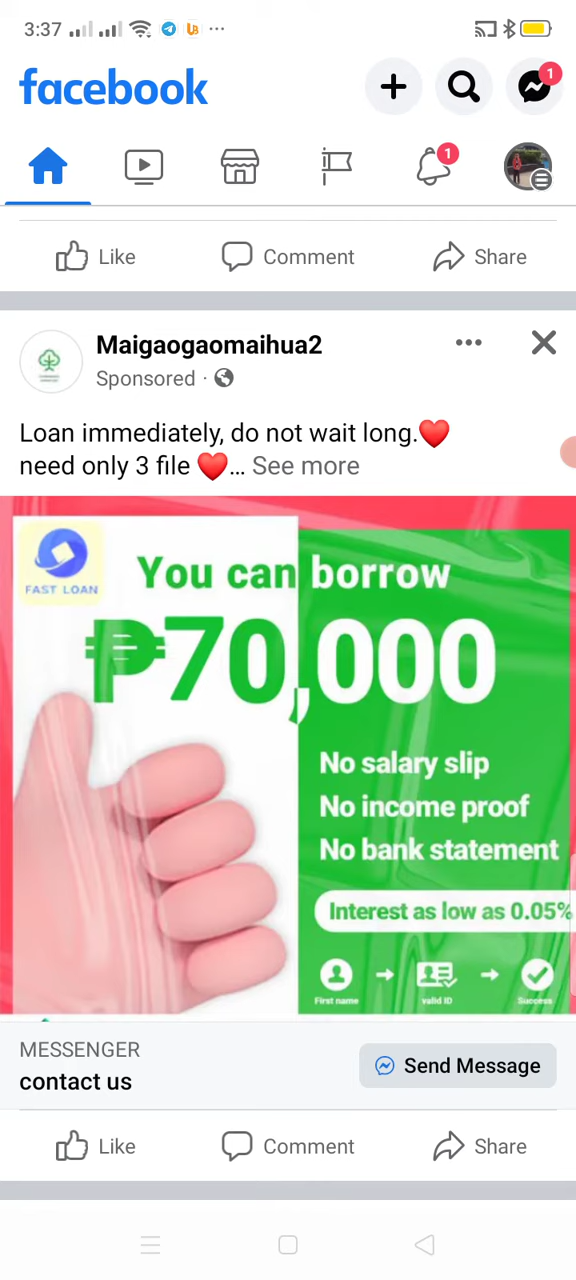 3:37
facebook
1
1
Like
Comment
Share
Maigaogaomaihua2
Sponsored ·
Loan immediately, do not wait long.❤️
need only 3 file ❤️... See more
FAST LOAN
You can borrow
₱70,000
No salary slip
No income proof
No bank statement
Interest as low as 0.05%
First name
valid ID
Success
MESSENGER
contact us
Send Message
Like
Comment
Share